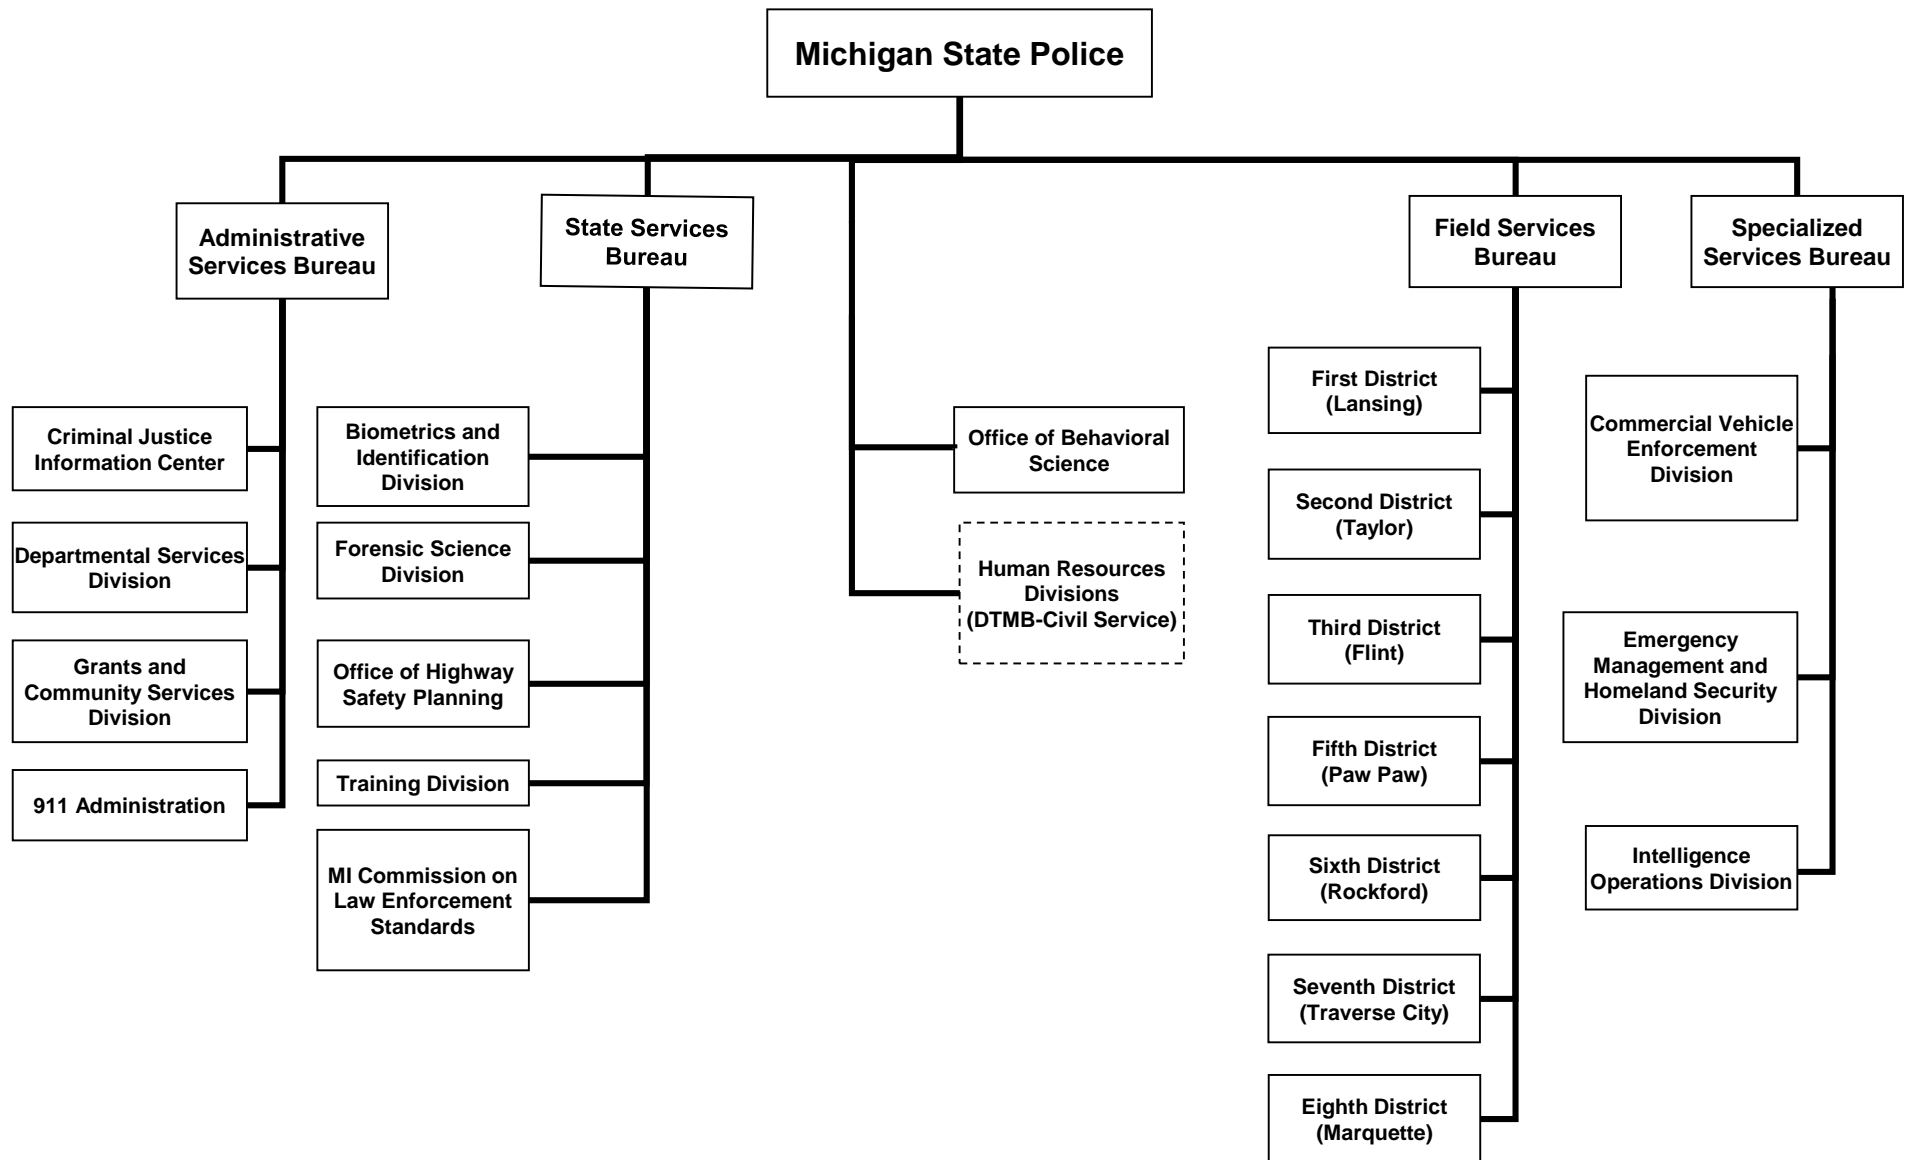 Michigan State Police
Administrative
Services Bureau
State Services
Bureau
Field Services
Bureau
Specialized
Services Bureau
Criminal Justice
Information Center
Departmental Services
Division
Grants and
Community Services
Division
911 Administration
Biometrics and
Identification
Division
Forensic Science
Division
Office of Highway
Safety Planning
Training Division
MI Commission on
Law Enforcement
Standards
Office of Behavioral
Science
Human Resources
Divisions
(DTMB-Civil Service)
First District
(Lansing)
Second District
(Taylor)
Third District
(Flint)
Fifth District
(Paw Paw)
Sixth District
(Rockford)
Seventh District
(Traverse City)
Eighth District
(Marquette)
Commercial Vehicle
Enforcement
Division
Emergency
Management and
Homeland Security
Division
Intelligence
Operations Division